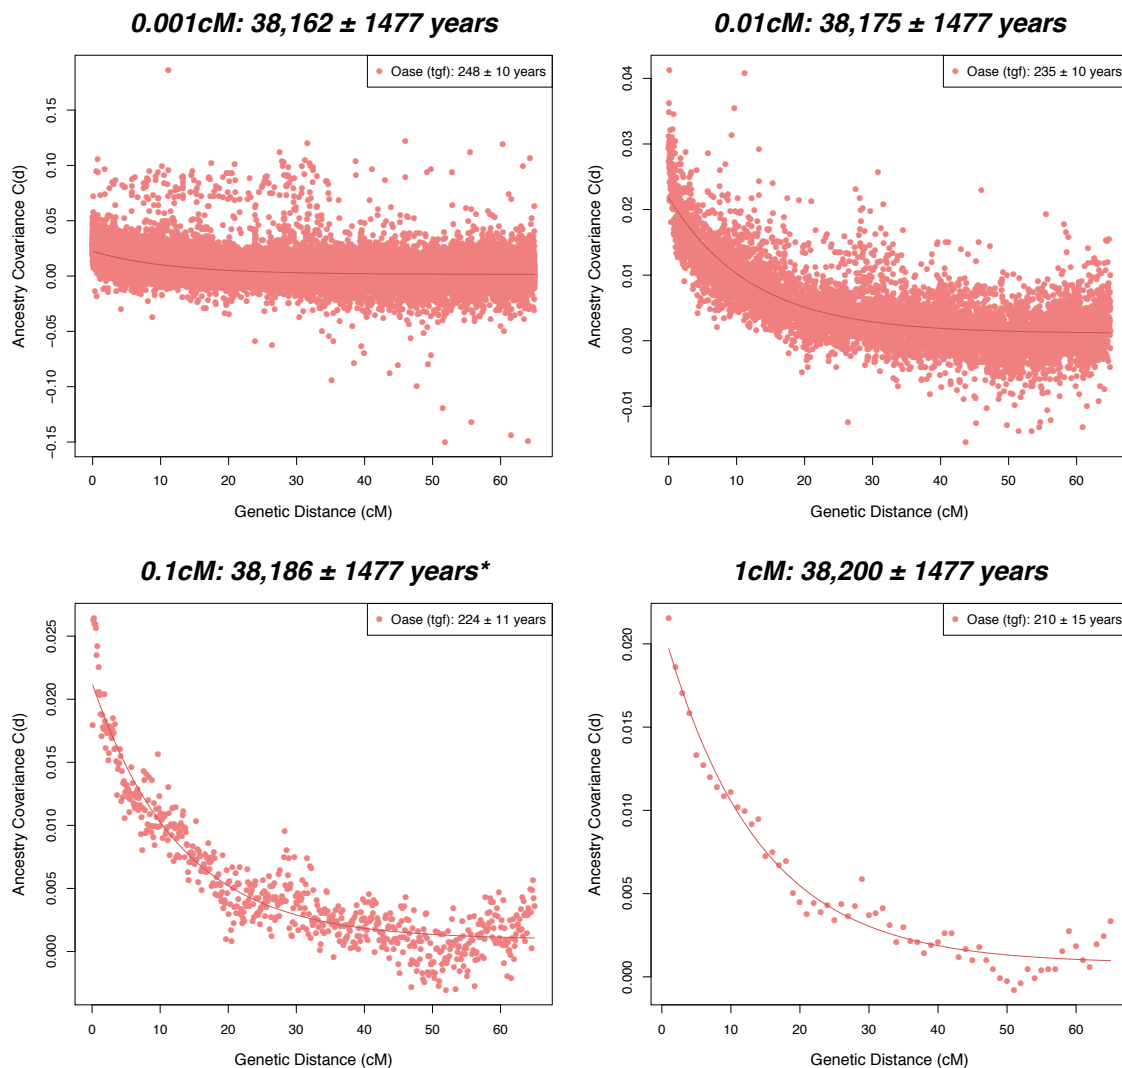 0.001cM: 38,162 ± 1477 years
Oase (tgf): 248 ± 10 years
Ancestry Covariance C(d)
0.15
0.10
0.05
0.00
−0.05
−0.10
−0.15
0 10 20 30 40 50 60
Genetic Distance (cM)
0.01cM: 38,175 ± 1477 years
Oase (tgf): 235 ± 10 years
Ancestry Covariance C(d)
0.04
0.03
0.02
0.01
0.00
−0.01
0 10 20 30 40 50 60
Genetic Distance (cM)
0.1cM: 38,186 ± 1477 years*
Oase (tgf): 224 ± 11 years
Ancestry Covariance C(d)
0.025
0.020
0.015
0.010
0.005
0.000
0 10 20 30 40 50 60
Genetic Distance (cM)
1cM: 38,200 ± 1477 years
Oase (tgf): 210 ± 15 years
Ancestry Covariance C(d)
0.020
0.015
0.010
0.005
0.000
0 10 20 30 40 50 60
Genetic Distance (cM)